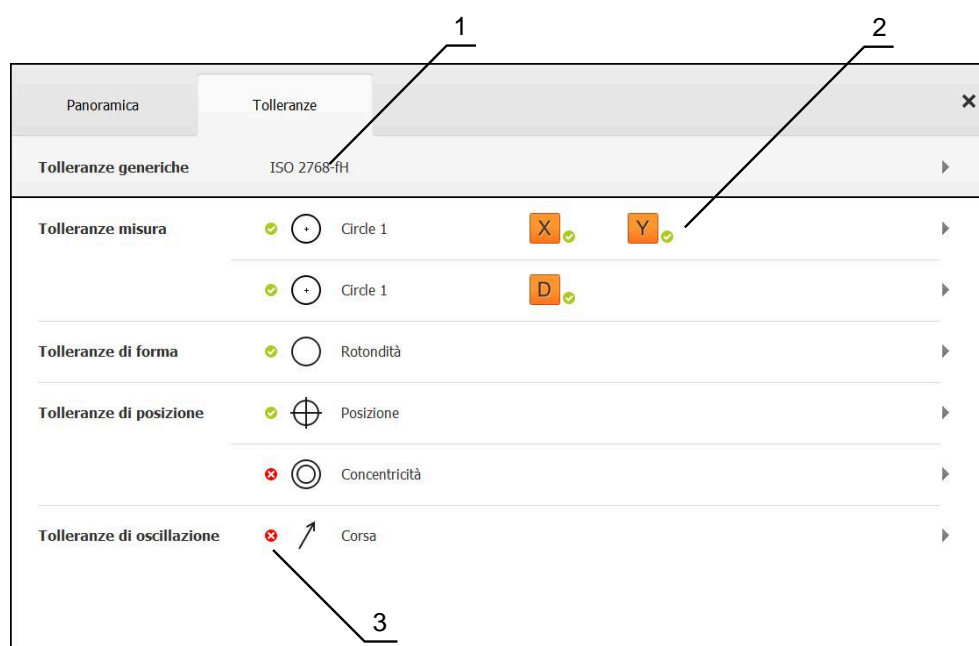 1 2
Panoramica Tolleranze
Tolleranze generiche ISO 2768-fH
Tolleranze misura Circle 1 X Y
Circle 1 D
Tolleranze di forma Rotondità
Tolleranze di posizione Posizione
Concentricità
Tolleranze di oscillazione Corsa
3